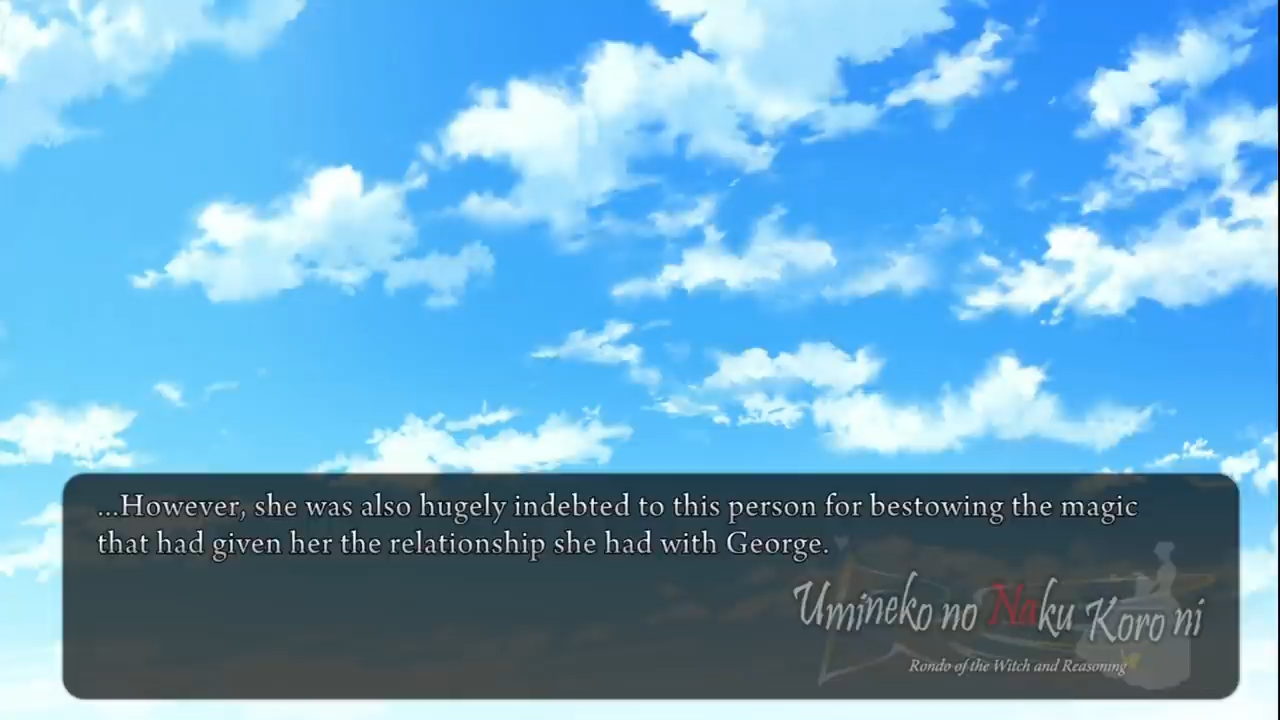 ...However, she was also hugely indebted to this person for bestowing the magic
that had given her the relationship she had with George.
Umineko no Naku Koro ni
Rondo of the Witch and Reasoning